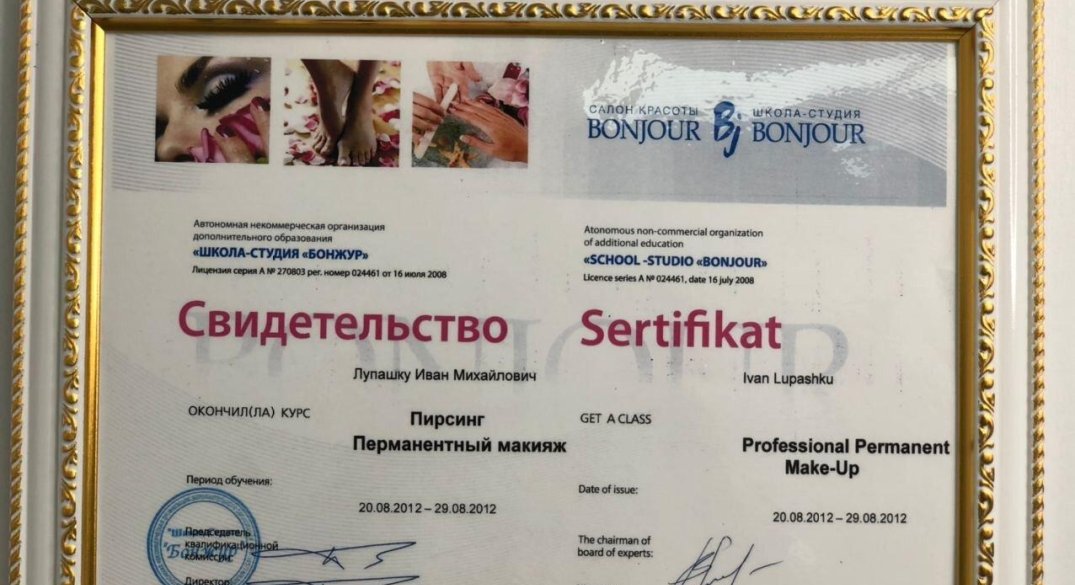 САЛОН КРАСОТЫ
BONJOUR
Bj
ШКОЛА-СТУДИЯ
BONJOUR
Автономная некоммерческая организация
дополнительного образования
«ШКОЛА-СТУДИЯ «БОНЖУР»
Лицензия серия А № 270803 рег. номер 024461 от 16 июля 2008
Свидетельство
Лупашку Иван Михайлович
ОКОНЧИЛ(ЛА) КУРС
Пирсинг
Перманентный макияж
Период обучения:
20.08.2012 – 29.08.2012
Председатель
квалификационной
комиссии:
Директор
"Бонжур"
Atonomous non-commercial organization
of additional education
«SCHOOL -STUDIO «BONJOUR»
Licence series A № 024461, date 16 july 2008
Sertifikat
Ivan Lupashku
GET A CLASS
Professional Permanent
Make-Up
Date of issue:
20.08.2012 – 29.08.2012
The chairman of
board of experts: